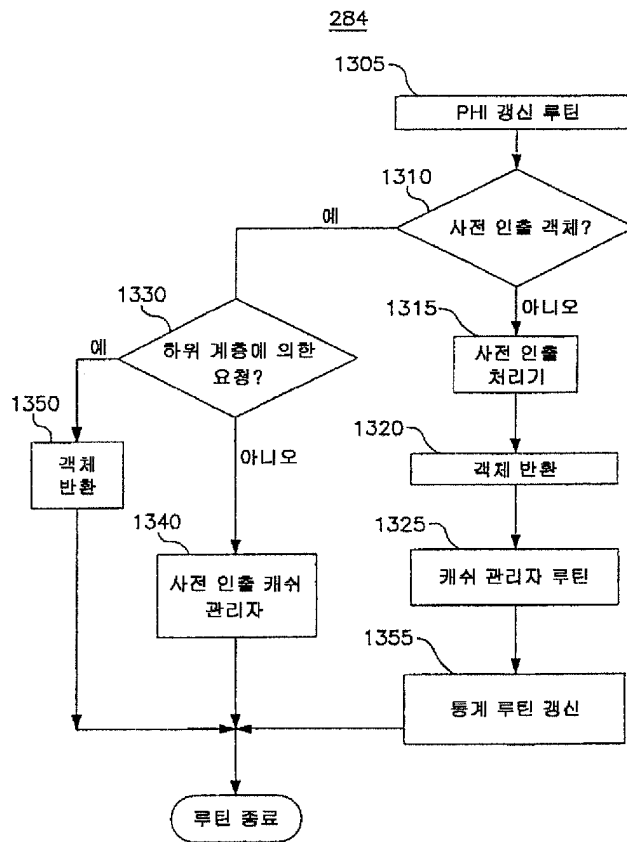 284
1305
PHI 갱신 루틴
1310
예
사전 인출 객체?
1330
아니오
1315
예
하위 계층에 의한
요청?
사전 인출
처리기
1350
객체
반환
아니오
1320
객체 반환
1340
1325
사전 인출 캐쉬
관리자
캐쉬 관리자 루틴
1355
통계 루틴 갱신
루틴 종료